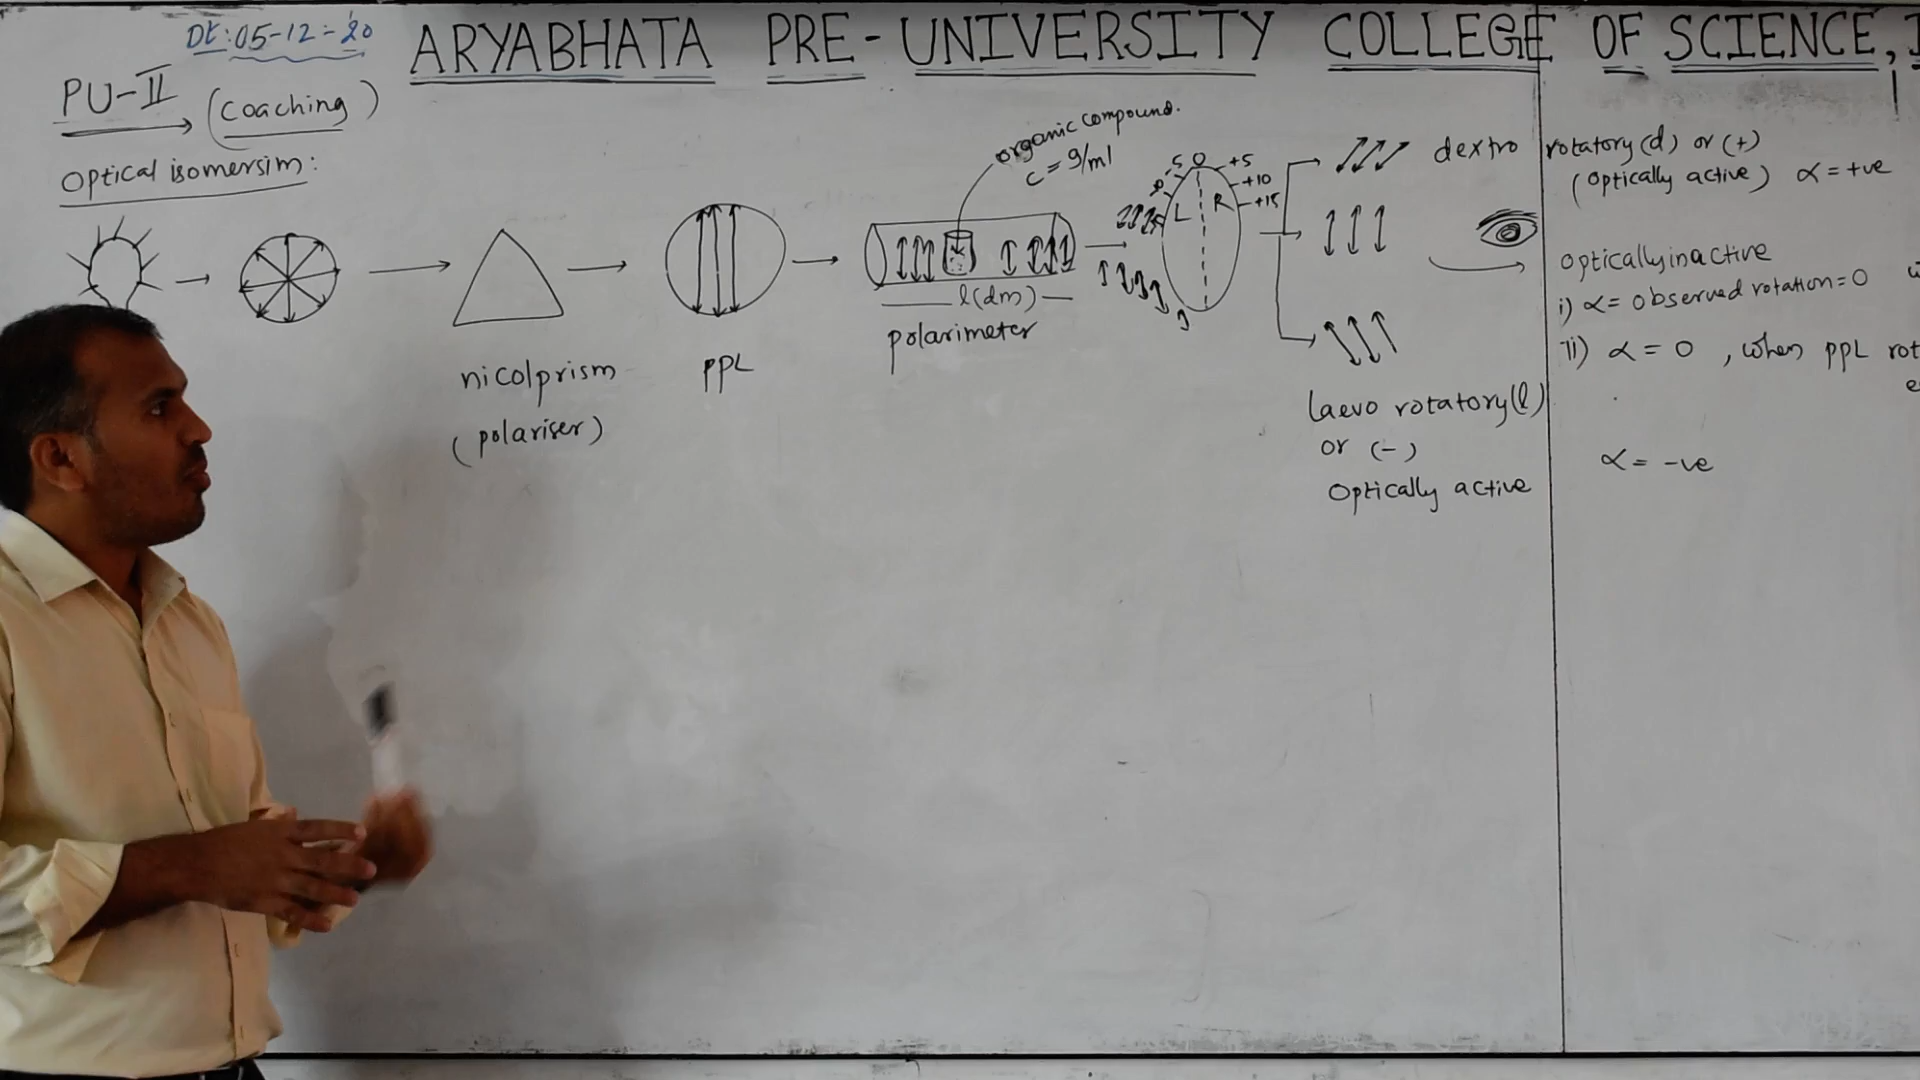 Dt: 05-12-20
ARYABHATA PRE-UNIVERSITY COLLEGE OF SCIENCE,
PU-II (coaching)
Optical isomersim:
organic compound.
c = g/ml
-5 0 +5
+10
+15
L R
dextro rotatory (d) or (+)
(Optically active) α = +ve
l(dm)
polarimeter
nicolprism
(polariser)
PPL
optically inactive
i) α = observed rotation = 0
ii) α = 0 , when ppl rot
laevo rotatory (l)
or (-)
Optically active
α = -ve